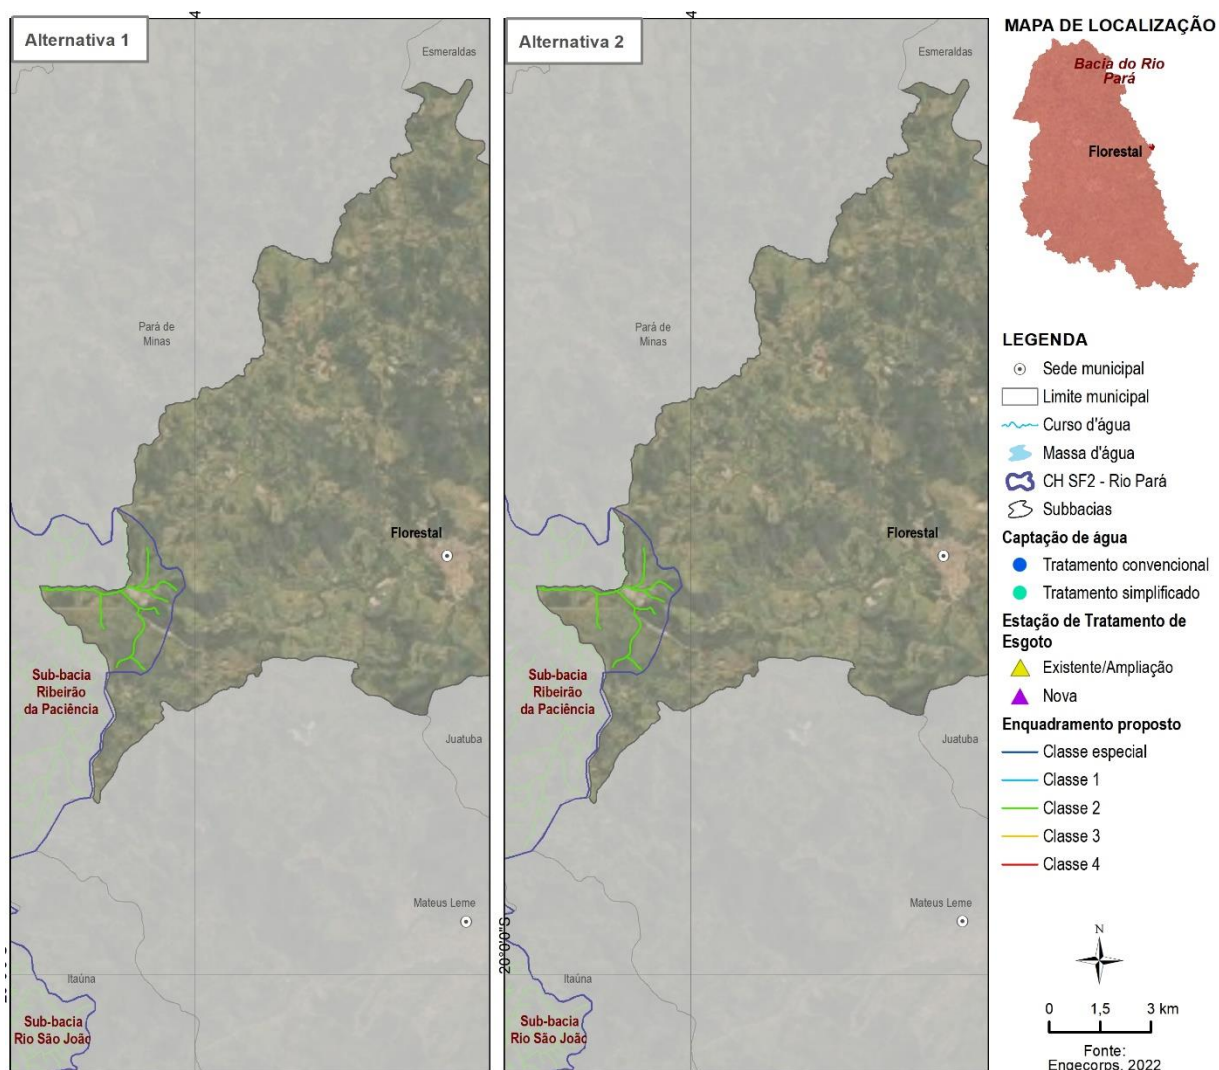 Alternativa 1
4
Esmeraldas
Pará de
Minas
Florestal
Sub-bacia
Ribeirão
da Paciência
Juatuba
Mateus Leme
Itaúna
Sub-bacia
Rio São João
Alternativa 2
4
Esmeraldas
Pará de
Minas
Florestal
Sub-bacia
Ribeirão
da Paciência
Juatuba
Mateus Leme
20°0'0"S
Itaúna
Sub-bacia
Rio São João
MAPA DE LOCALIZAÇÃO
Bacia do Rio
Pará
Florestal
LEGENDA
Sede municipal
Limite municipal
Curso d'água
Massa d'água
CH SF2 - Rio Pará
Subbacias
Captação de água
Tratamento convencional
Tratamento simplificado
Estação de Tratamento de
Esgoto
Existente/Ampliação
Nova
Enquadramento proposto
Classe especial
Classe 1
Classe 2
Classe 3
Classe 4
N
0 1,5 3 km
Fonte:
Engecorps, 2022